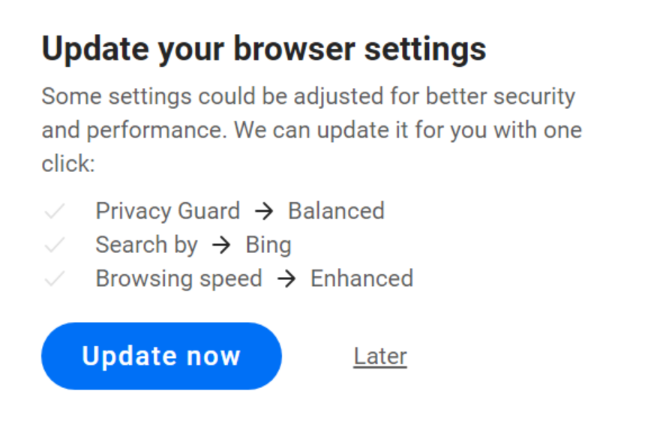 Update your browser settings
Some settings could be adjusted for better security
and performance. We can update it for you with one
click:
Privacy Guard → Balanced
Search by → Bing
Browsing speed → Enhanced
Update now
Later